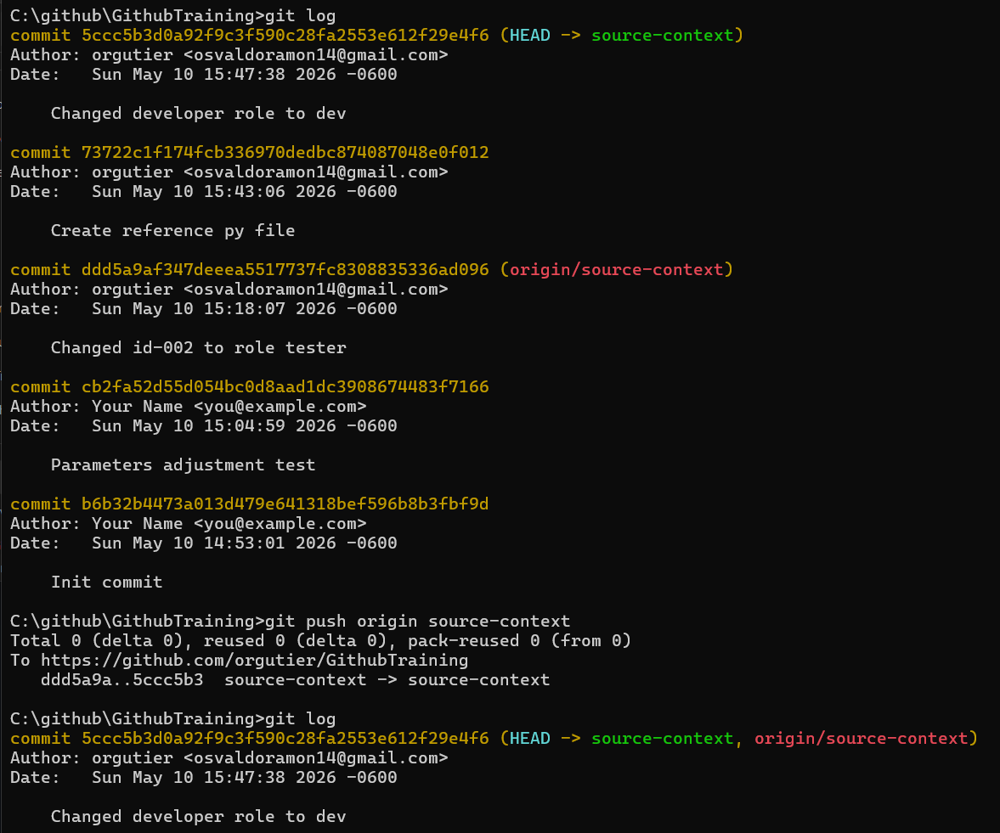 C:\github\GithubTraining>git log
commit 5ccc5b3d0a92f9c3f590c28fa2553e612f29e4f6 (HEAD -> source-context)
Author: orgutier <osvaldoramon14@gmail.com>
Date:   Sun May 10 15:47:38 2026 -0600
    Changed developer role to dev
commit 73722c1f174fcb336970dedbc874087048e0f012
Author: orgutier <osvaldoramon14@gmail.com>
Date:   Sun May 10 15:43:06 2026 -0600
    Create reference py file
commit ddd5a9af347deeea5517737fc8308835336ad096 (origin/source-context)
Author: orgutier <osvaldoramon14@gmail.com>
Date:   Sun May 10 15:18:07 2026 -0600
    Changed id-002 to role tester
commit cb2fa52d55d054bc0d8aad1dc3908674483f7166
Author: Your Name <you@example.com>
Date:   Sun May 10 15:04:59 2026 -0600
    Parameters adjustment test
commit b6b32b4473a013d479e641318bef596b8b3fbf9d
Author: Your Name <you@example.com>
Date:   Sun May 10 14:53:01 2026 -0600
    Init commit
C:\github\GithubTraining>git push origin source-context
Total 0 (delta 0), reused 0 (delta 0), pack-reused 0 (from 0)
To https://github.com/orgutier/GithubTraining
   ddd5a9a..5ccc5b3  source-context -> source-context
C:\github\GithubTraining>git log
commit 5ccc5b3d0a92f9c3f590c28fa2553e612f29e4f6 (HEAD -> source-context, origin/source-context)
Author: orgutier <osvaldoramon14@gmail.com>
Date:   Sun May 10 15:47:38 2026 -0600
    Changed developer role to dev